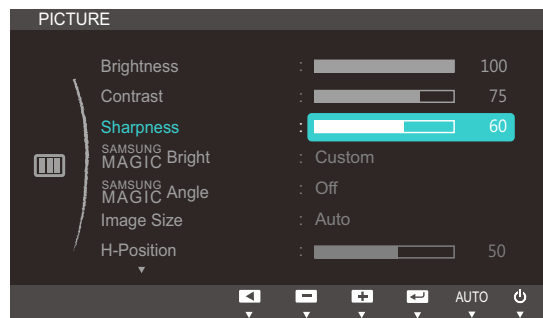 PICTURE
Brightness : 100
Contrast : 75
Sharpness : 60
SAMSUNG MAGIC Bright : Custom
SAMSUNG MAGIC Angle : Off
Image Size : Auto
H-Position : 50
AUTO